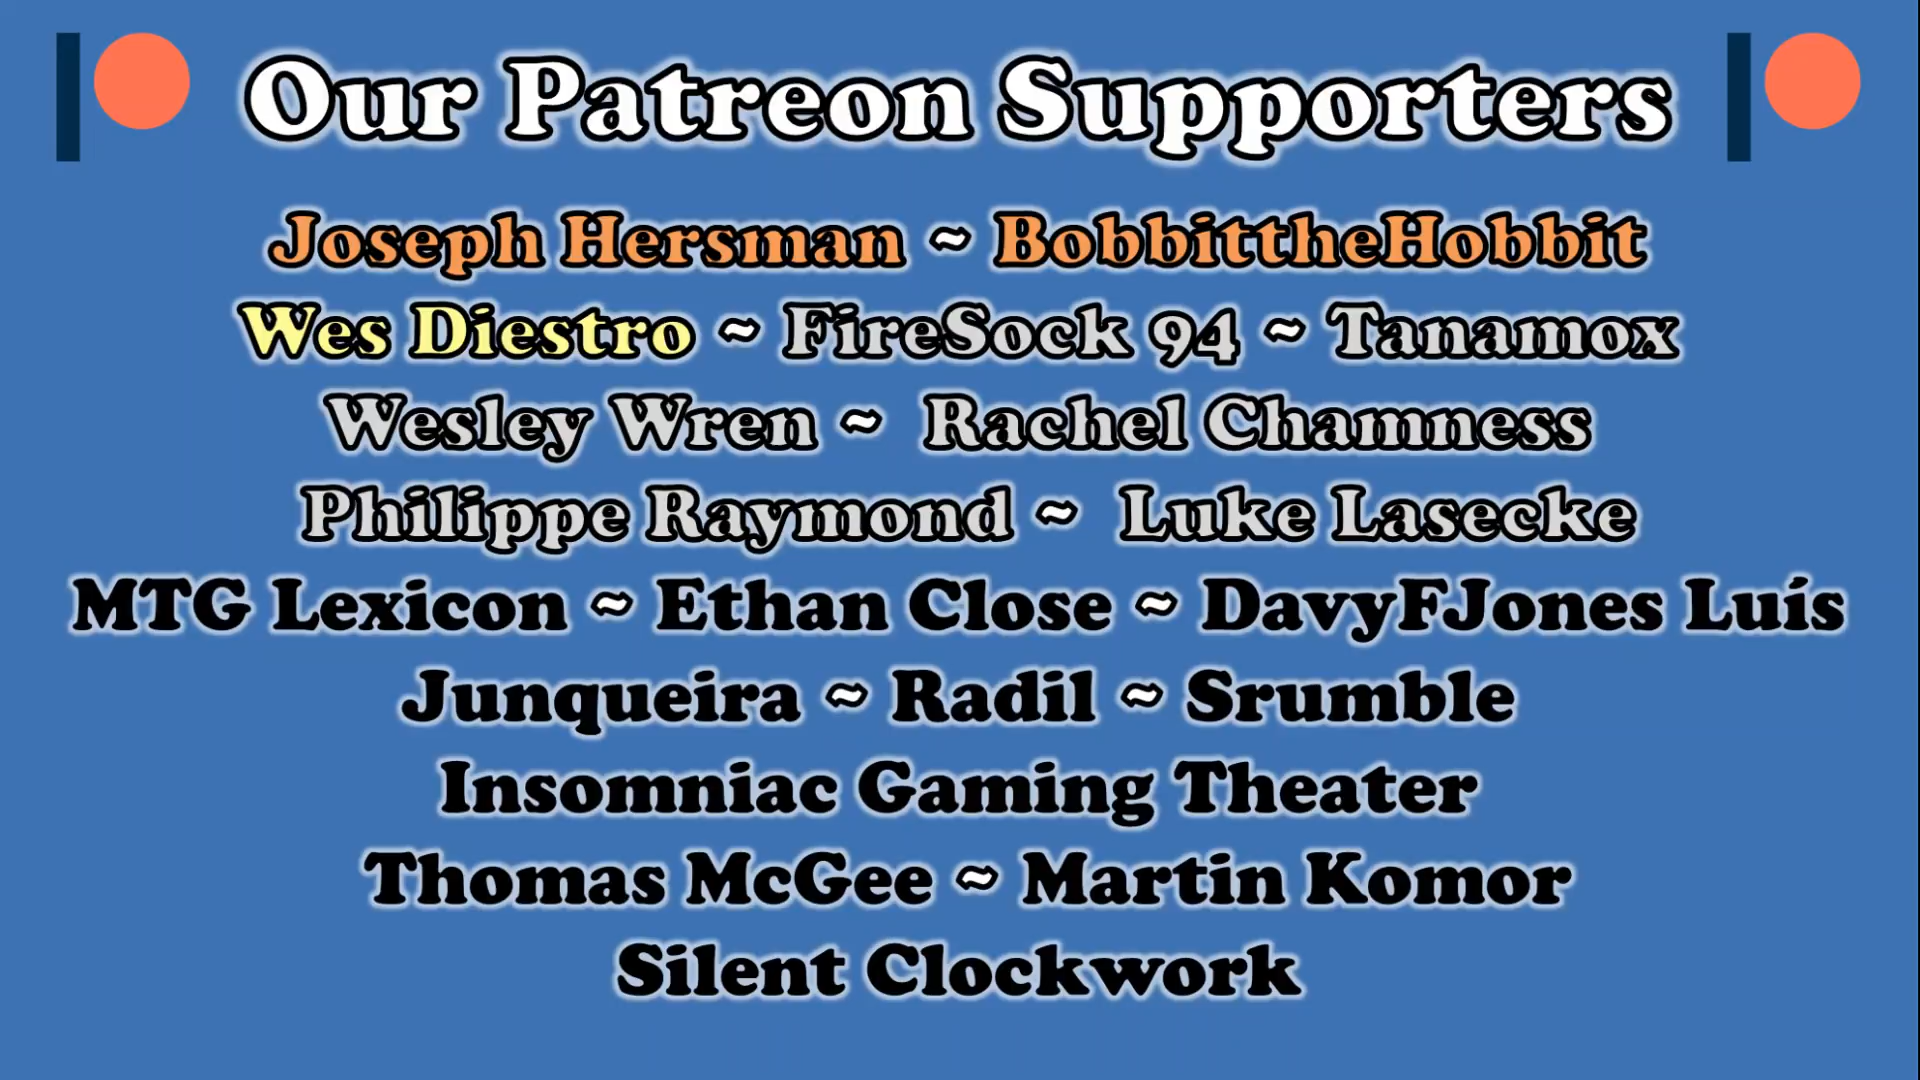 Our Patreon Supporters
Joseph Hersman ~ BobbittheHobbit
Wes Diestro ~ FireSock 94 ~ Tanamox
Wesley Wren ~ Rachel Chamness
Philippe Raymond ~ Luke Lasecke
MTG Lexicon ~ Ethan Close ~ DavyFJones Luís
Junqueira ~ Radil ~ Srumble
Insomniac Gaming Theater
Thomas McGee ~ Martin Komor
Silent Clockwork